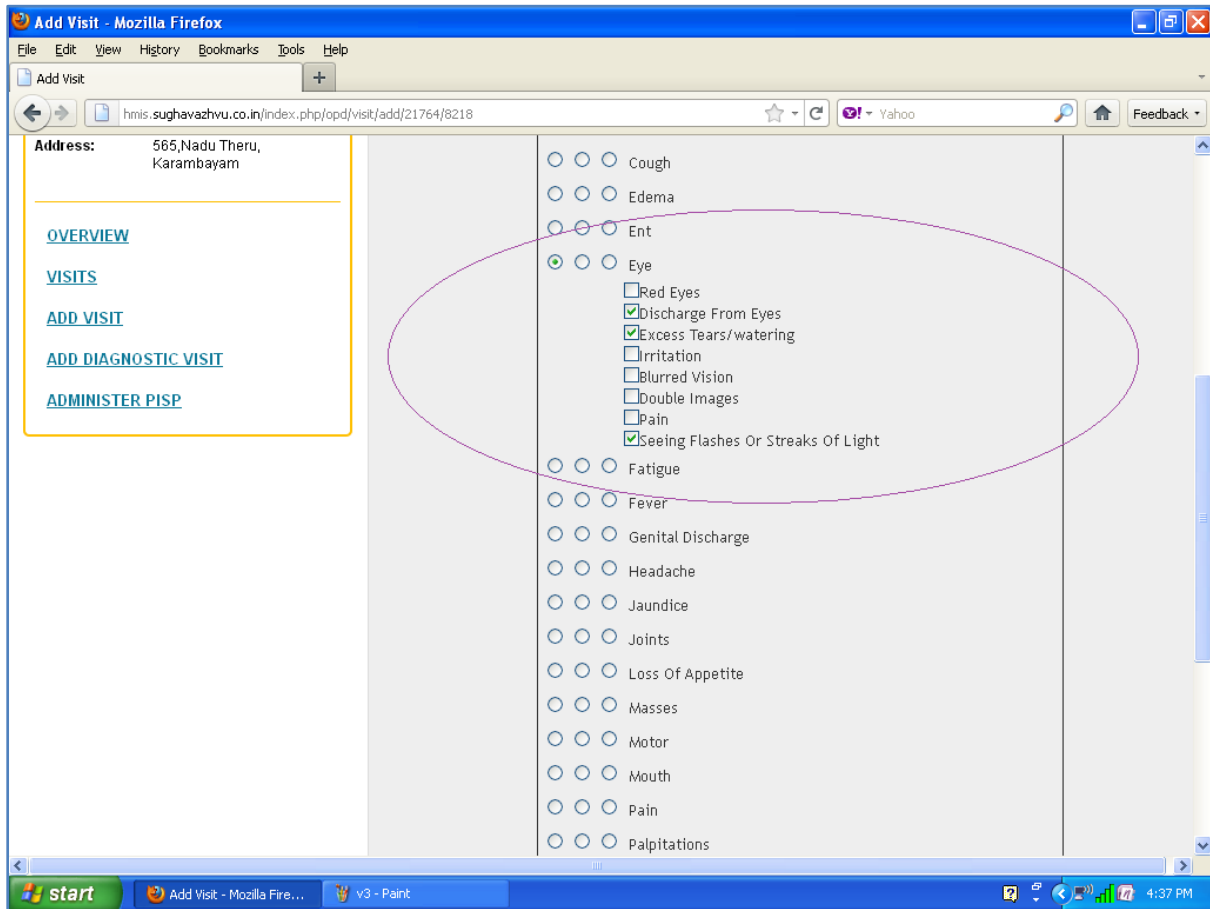 Add Visit - Mozilla Firefox
File Edit View History Bookmarks Tools Help
Add Visit
hmis.sughavazhvu.co.in/index.php/opd/visit/add/21764/8218
Yahoo
Feedback
Address: 565,Nadu Theru,
Karambayam
OVERVIEW
VISITS
ADD VISIT
ADD DIAGNOSTIC VISIT
ADMINISTER PISP
Cough
Edema
Ent
Eye
Red Eyes
Discharge From Eyes
Excess Tears/watering
Irritation
Blurred Vision
Double Images
Pain
Seeing Flashes Or Streaks Of Light
Fatigue
Fever
Genital Discharge
Headache
Jaundice
Joints
Loss Of Appetite
Masses
Motor
Mouth
Pain
Palpitations
start Add Visit - Mozilla Fire... v3 - Paint 4:37 PM